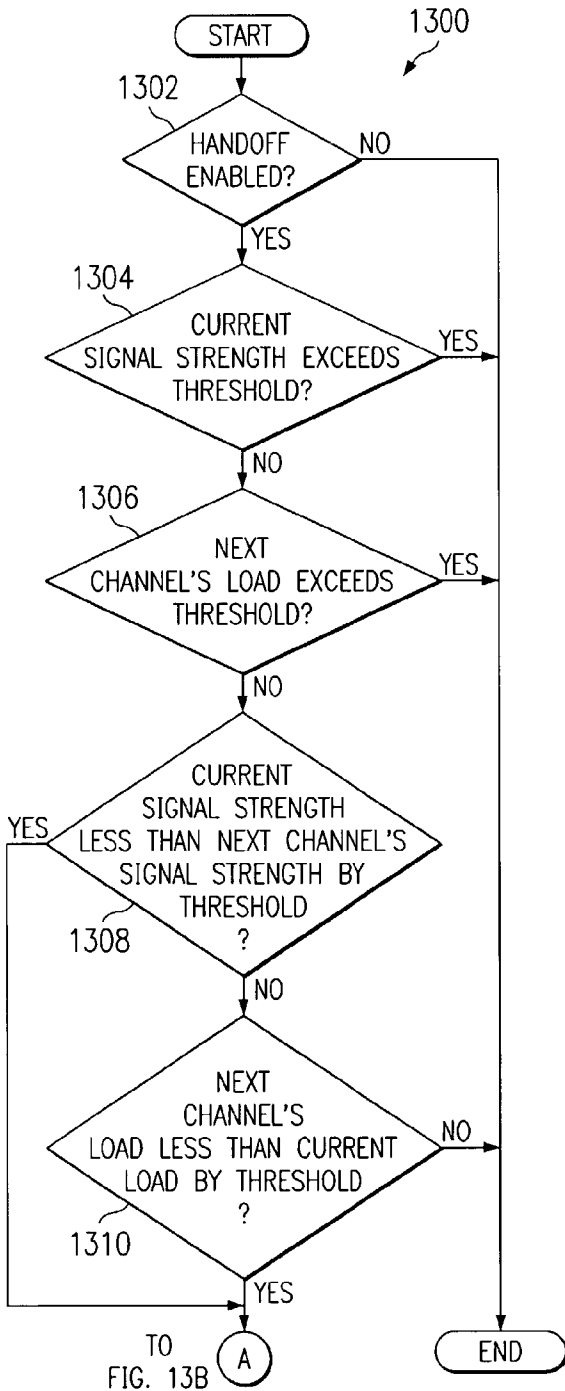 START
1300
1302
HANDOFF
ENABLED?
NO
YES
1304
CURRENT
SIGNAL STRENGTH EXCEEDS
THRESHOLD?
YES
NO
1306
NEXT
CHANNEL'S LOAD EXCEEDS
THRESHOLD?
YES
NO
CURRENT
SIGNAL STRENGTH
LESS THAN NEXT CHANNEL'S
SIGNAL STRENGTH BY
THRESHOLD
?
YES
1308
NO
NEXT
CHANNEL'S
LOAD LESS THAN CURRENT
LOAD BY THRESHOLD
?
NO
1310
YES
TO
FIG. 13B
A
END